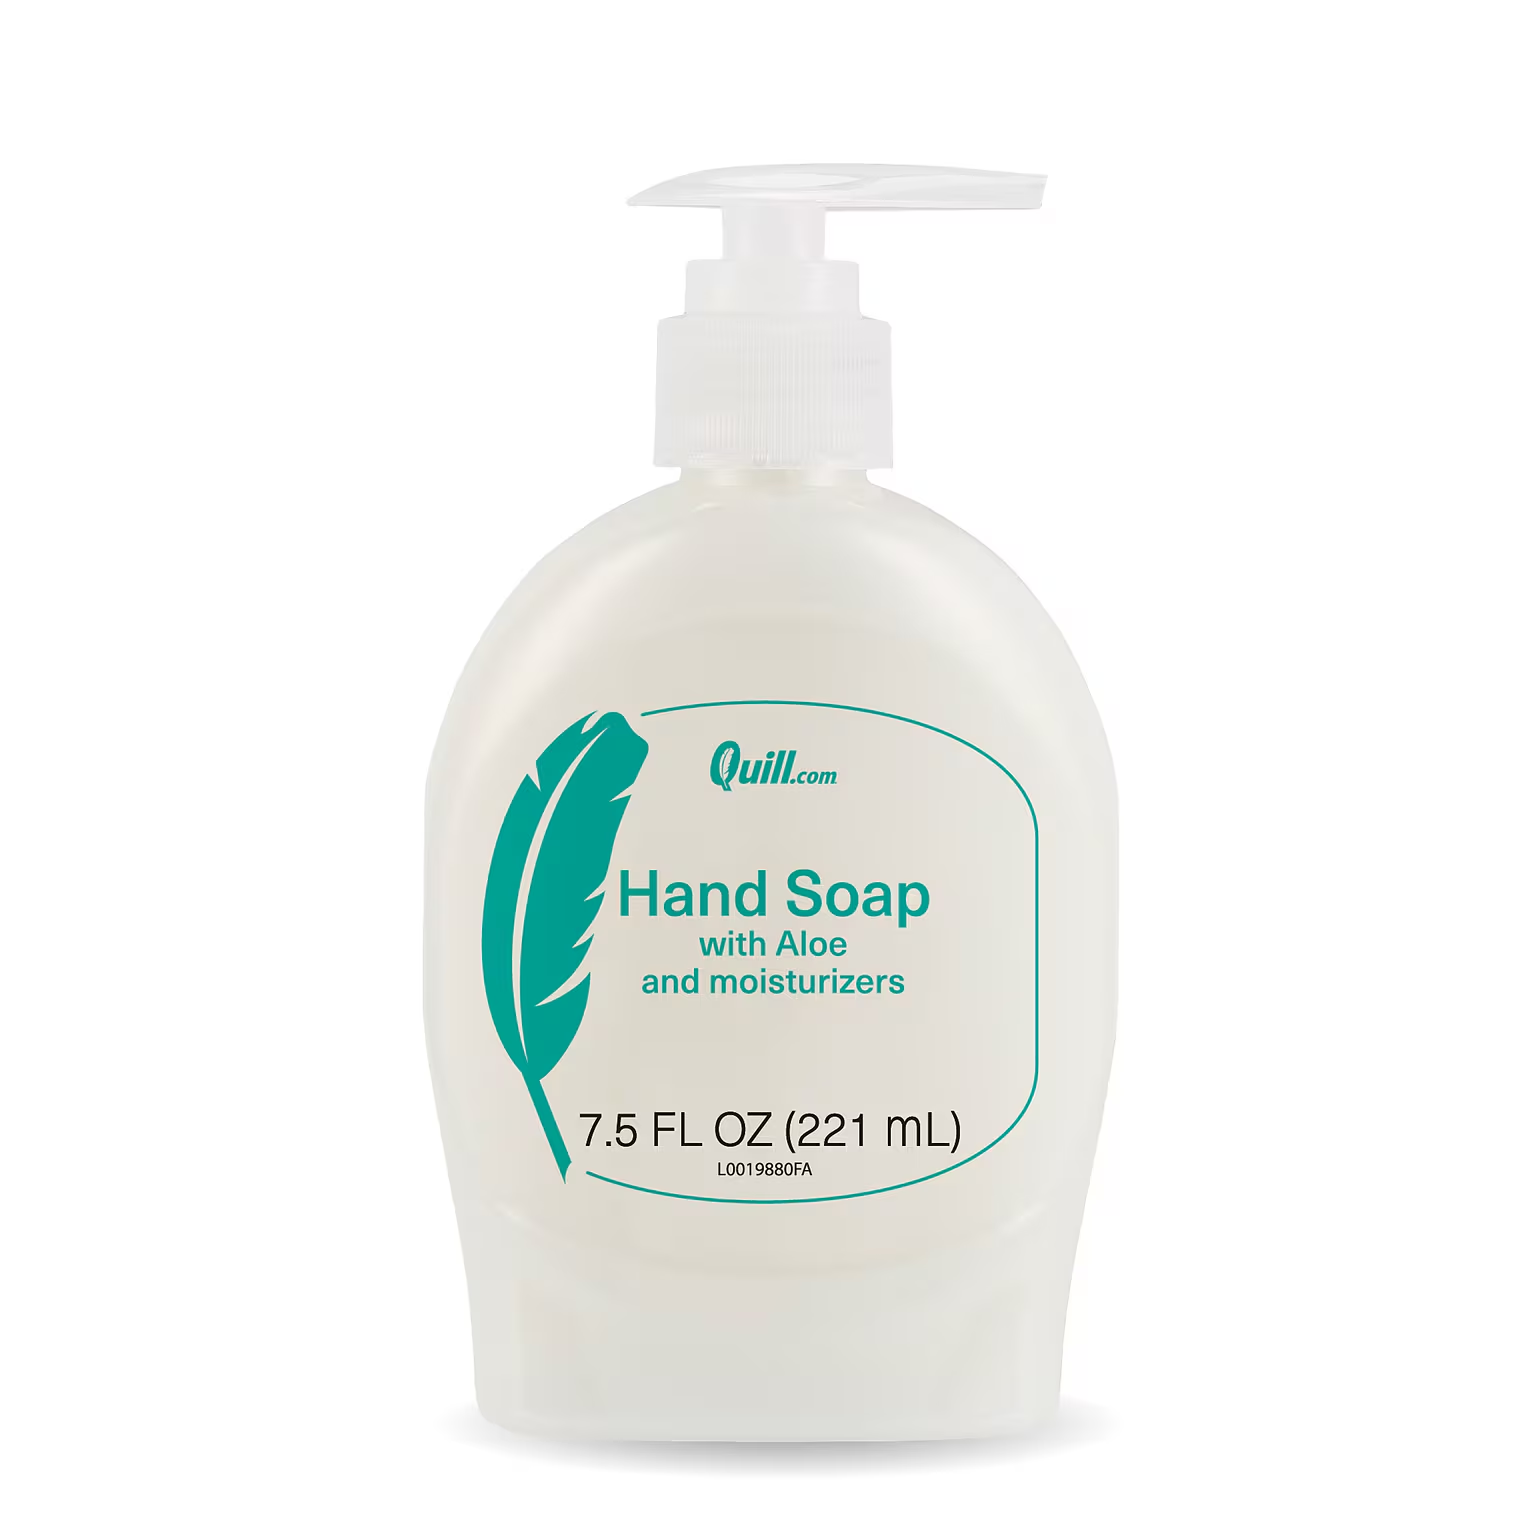 Quill.com
Hand Soap
with Aloe
and moisturizers
7.5 FL OZ (221 mL)
L0019880FA